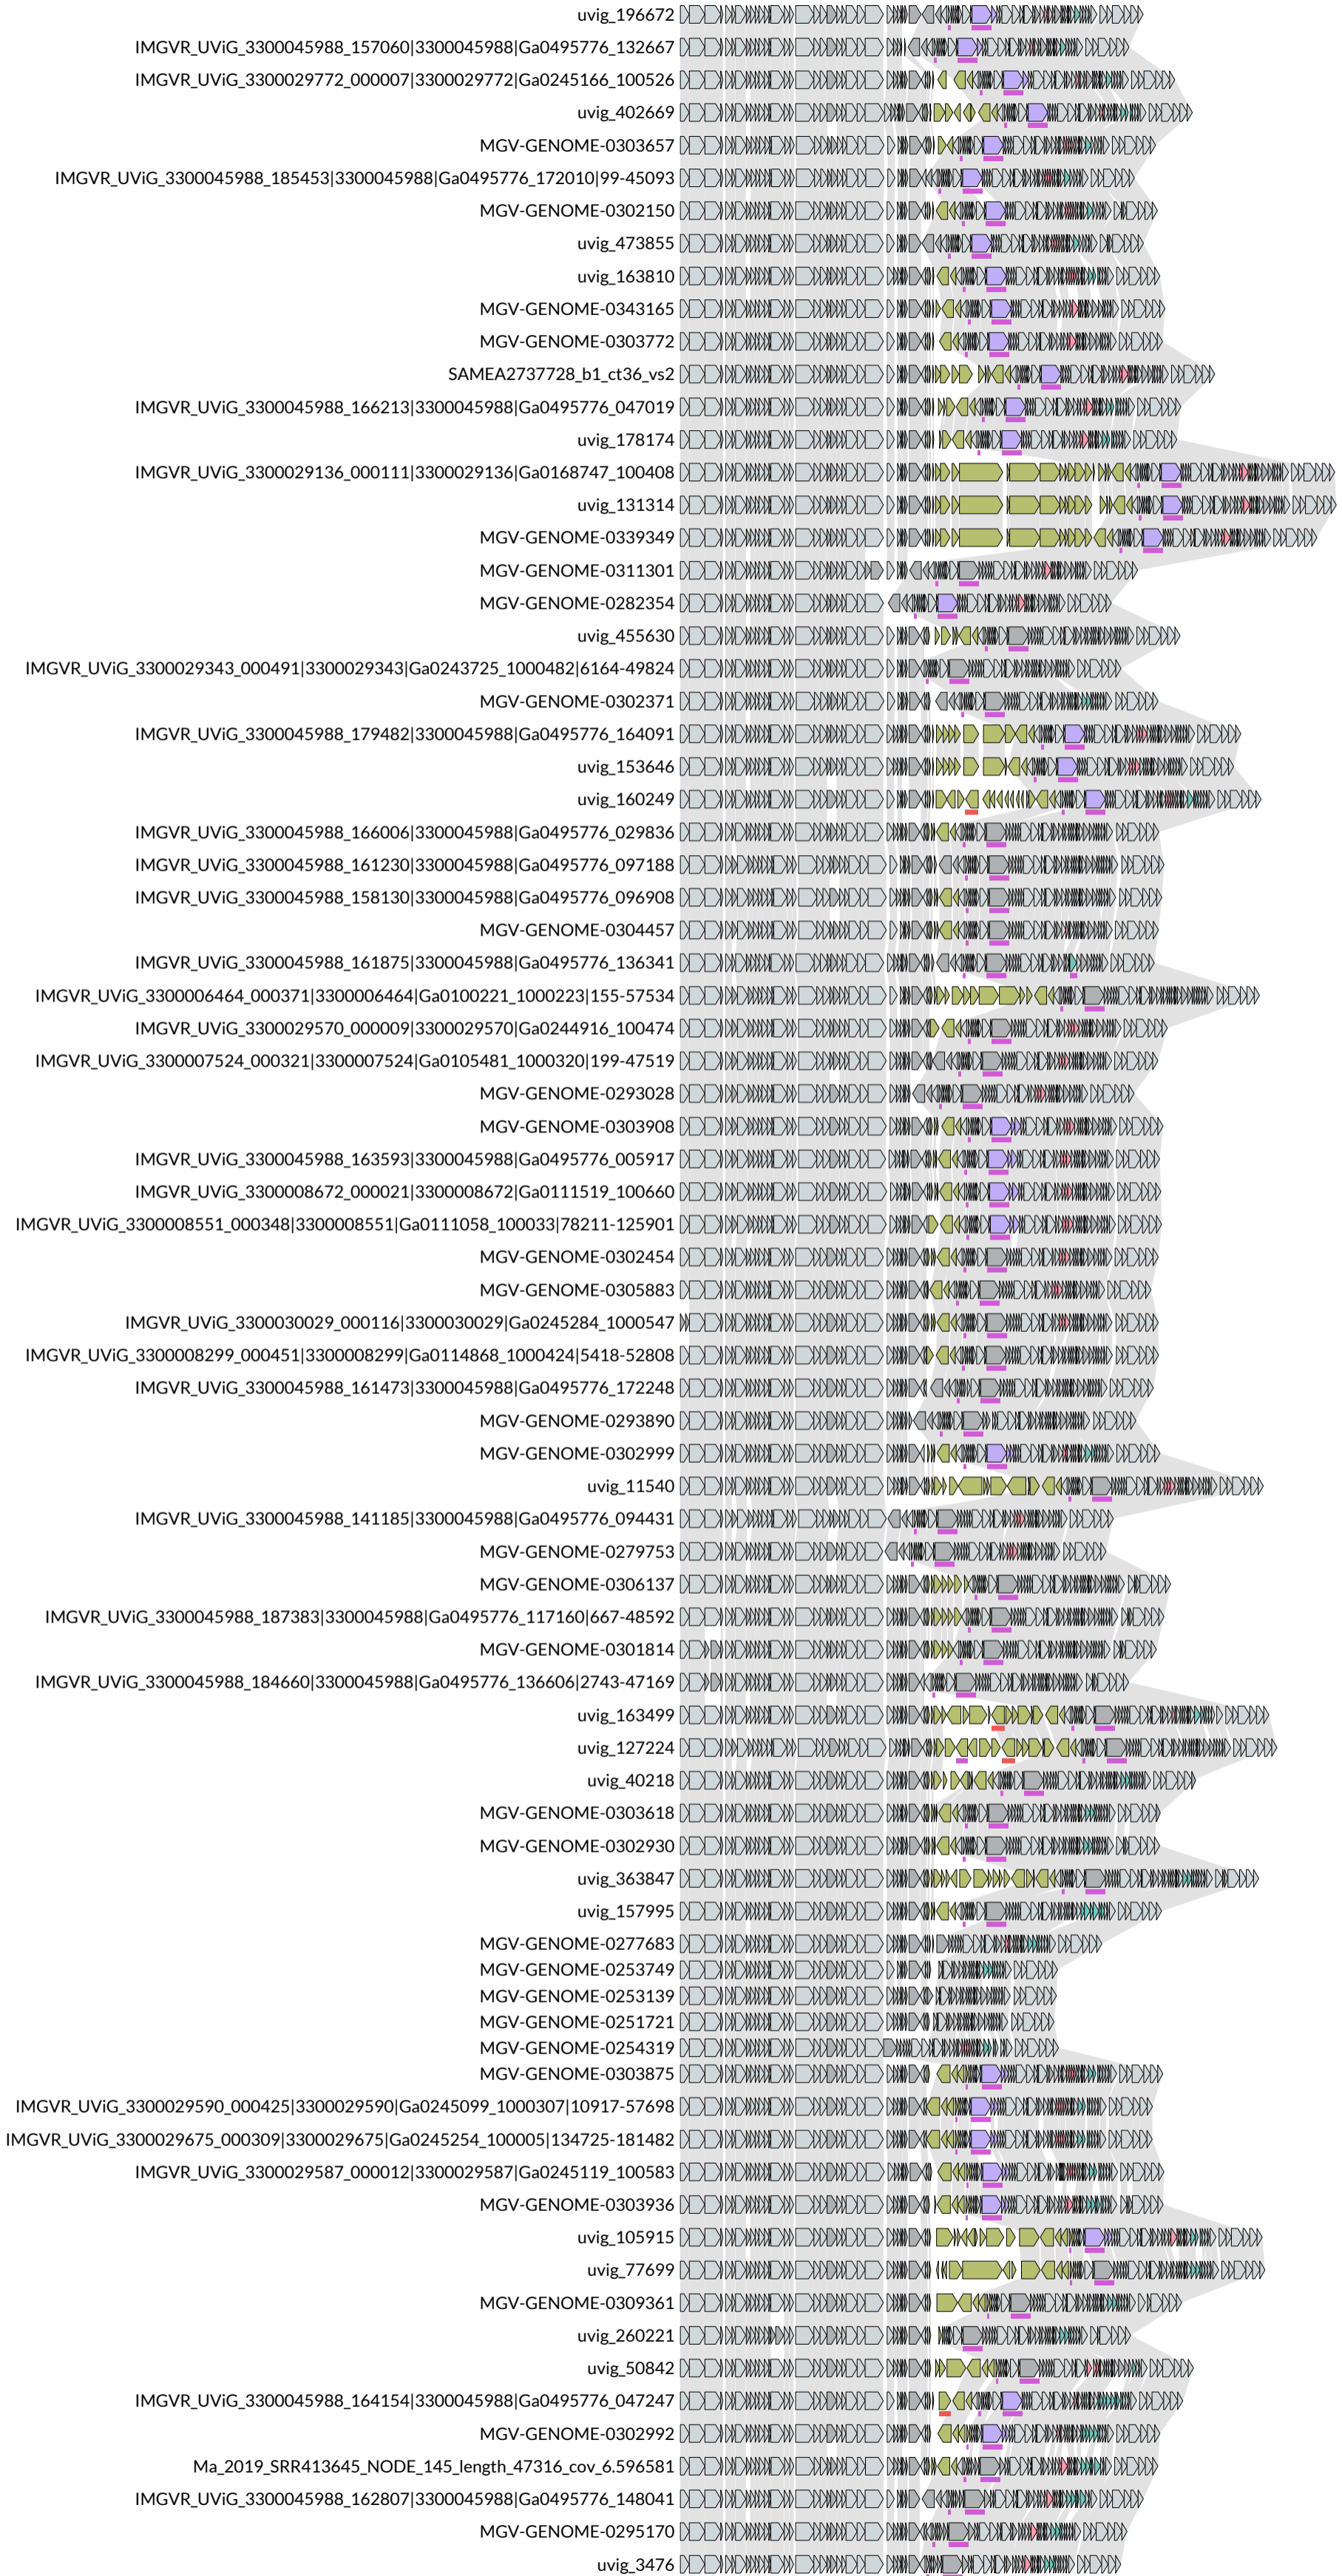 uvig_196672
IMGVR_UViG_3300045988_157060|3300045988|Ga0495776_132667
IMGVR_UViG_3300029772_000007|3300029772|Ga0245166_100526
uvig_402669
MGV-GENOME-0303657
IMGVR_UViG_3300045988_185453|3300045988|Ga0495776_172010|99-45093
MGV-GENOME-0302150
uvig_473855
uvig_163810
MGV-GENOME-0343165
MGV-GENOME-0303772
SAMEA2737728_b1_ct36_vs2
IMGVR_UViG_3300045988_166213|3300045988|Ga0495776_047019
uvig_178174
IMGVR_UViG_3300029136_000111|3300029136|Ga0168747_100408
uvig_131314
MGV-GENOME-0339349
MGV-GENOME-0311301
MGV-GENOME-0282354
uvig_455630
IMGVR_UViG_3300029343_000491|3300029343|Ga0243725_1000482|6164-49824
MGV-GENOME-0302371
IMGVR_UViG_3300045988_179482|3300045988|Ga0495776_164091
uvig_153646
uvig_160249
IMGVR_UViG_3300045988_166006|3300045988|Ga0495776_029836
IMGVR_UViG_3300045988_161230|3300045988|Ga0495776_097188
IMGVR_UViG_3300045988_158130|3300045988|Ga0495776_096908
MGV-GENOME-0304457
IMGVR_UViG_3300045988_161875|3300045988|Ga0495776_136341
IMGVR_UViG_3300006464_000371|3300006464|Ga0100221_1000223|155-57534
IMGVR_UViG_3300029570_000009|3300029570|Ga0244916_100474
IMGVR_UViG_3300007524_000321|3300007524|Ga0105481_1000320|199-47519
MGV-GENOME-0293028
MGV-GENOME-0303908
IMGVR_UViG_3300045988_163593|3300045988|Ga0495776_005917
IMGVR_UViG_3300008672_000021|3300008672|Ga0111519_100660
IMGVR_UViG_3300008551_000348|3300008551|Ga0111058_100033|78211-125901
MGV-GENOME-0302454
MGV-GENOME-0305883
IMGVR_UViG_3300030029_000116|3300030029|Ga0245284_1000547
IMGVR_UViG_3300008299_000451|3300008299|Ga0114868_1000424|5418-52808
IMGVR_UViG_3300045988_161473|3300045988|Ga0495776_172248
MGV-GENOME-0293890
MGV-GENOME-0302999
uvig_11540
IMGVR_UViG_3300045988_141185|3300045988|Ga0495776_094431
MGV-GENOME-0279753
MGV-GENOME-0306137
IMGVR_UViG_3300045988_187383|3300045988|Ga0495776_117160|667-48592
MGV-GENOME-0301814
IMGVR_UViG_3300045988_184660|3300045988|Ga0495776_136606|2743-47169
uvig_163499
uvig_127224
uvig_40218
MGV-GENOME-0303618
MGV-GENOME-0302930
uvig_363847
uvig_157995
MGV-GENOME-0277683
MGV-GENOME-0253749
MGV-GENOME-0253139
MGV-GENOME-0251721
MGV-GENOME-0254319
MGV-GENOME-0303875
IMGVR_UViG_3300029590_000425|3300029590|Ga0245099_1000307|10917-57698
IMGVR_UViG_3300029675_000309|3300029675|Ga0245254_100005|134725-181482
IMGVR_UViG_3300029587_000012|3300029587|Ga0245119_100583
MGV-GENOME-0303936
uvig_105915
uvig_77699
MGV-GENOME-0309361
uvig_260221
uvig_50842
IMGVR_UViG_3300045988_164154|3300045988|Ga0495776_047247
MGV-GENOME-0302992
Ma_2019_SRR413645_NODE_145_length_47316_cov_6.596581
IMGVR_UViG_3300045988_162807|3300045988|Ga0495776_148041
MGV-GENOME-0295170
uvig_3476